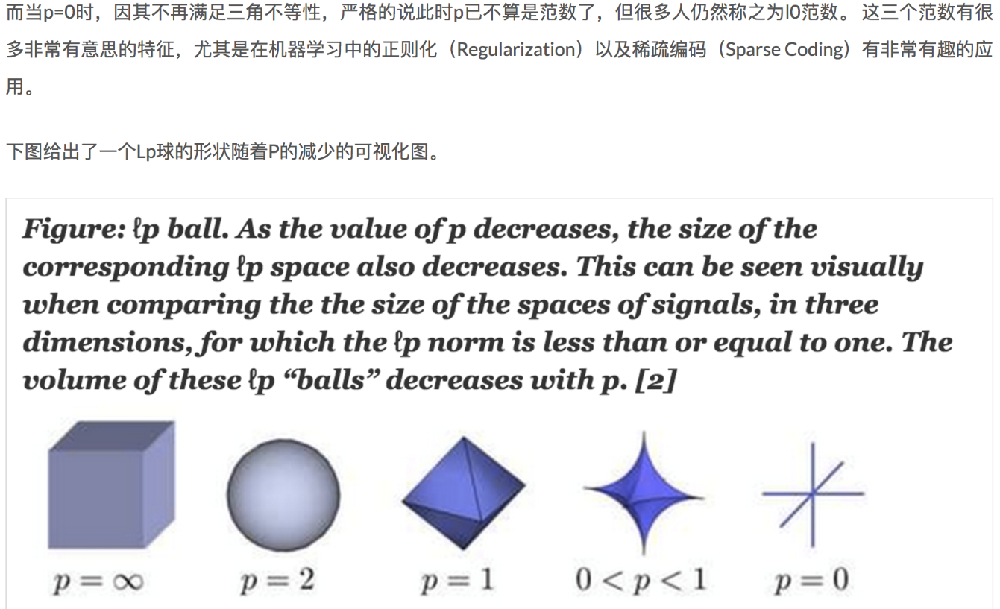 而当p=0时，因其不再满足三角不等性，严格的说此时p已不算是范数了，但很多人仍然称之为l0范数。 这三个范数有很
多非常有意思的特征，尤其是在机器学习中的正则化（Regularization）以及稀疏编码（Sparse Coding）有非常有趣的应
用。
下图给出了一个Lp球的形状随着P的减少的可视化图。
Figure: ℓp ball. As the value of p decreases, the size of the
corresponding ℓp space also decreases. This can be seen visually
when comparing the the size of the spaces of signals, in three
dimensions, for which the ℓp norm is less than or equal to one. The
volume of these ℓp “balls” decreases with p. [2]
p = ∞ p = 2 p = 1 0 < p < 1 p = 0